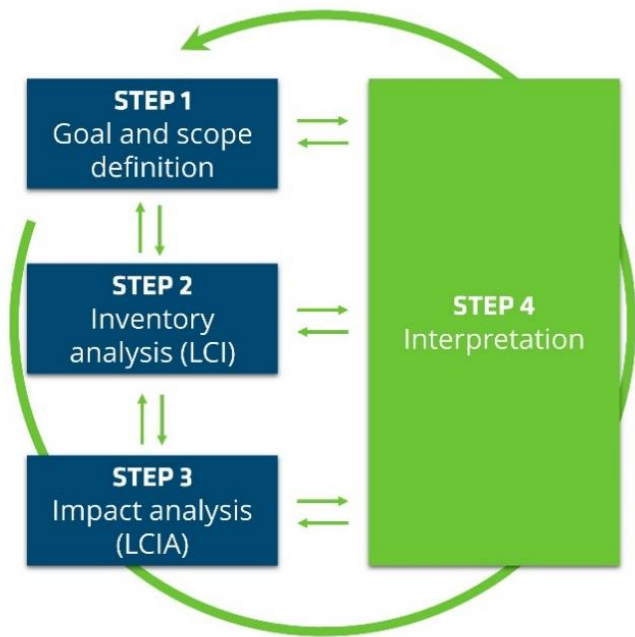 STEP 1
Goal and scope
definition
STEP 2
Inventory
analysis (LCI)
STEP 3
Impact analysis
(LCIA)
STEP 4
Interpretation